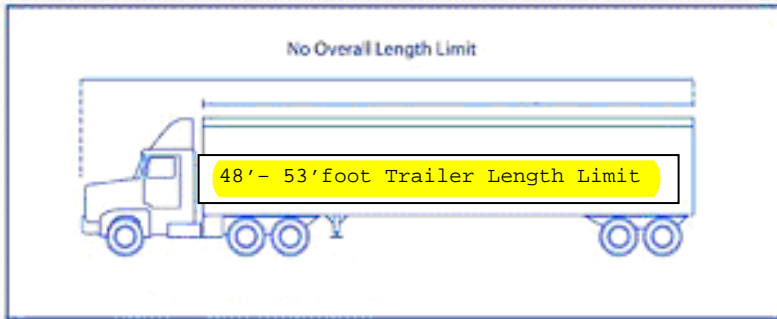 No Overall Length Limit
48′– 53′foot Trailer Length Limit